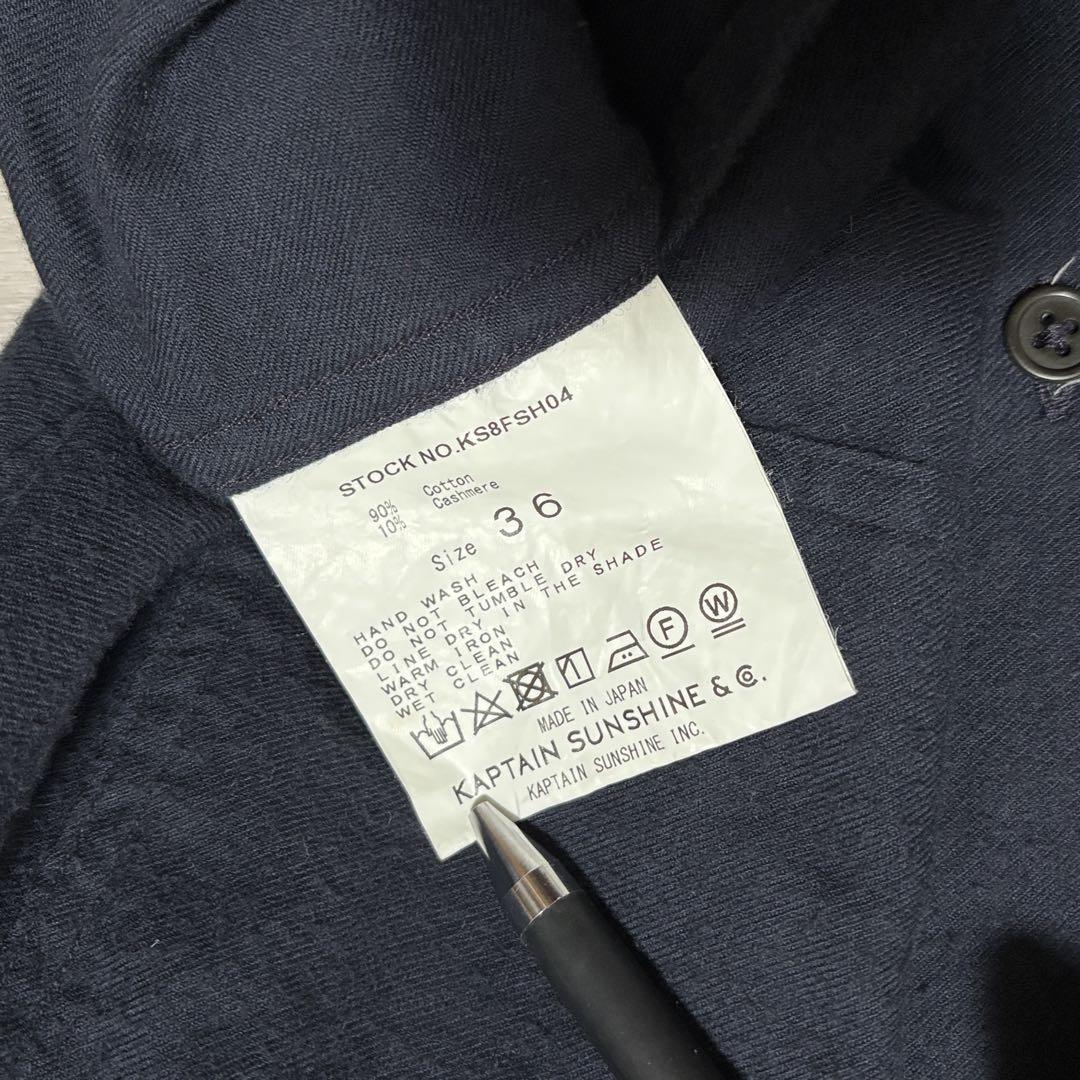 STOCK NO.KS8FSH04
90% Cotton
10% Cashmere
Size 36
HAND WASH
DO NOT BLEACH
DO NOT TUMBLE DRY
LINE DRY IN THE SHADE
WARM IRON
DRY CLEAN
WET CLEAN
F
W
MADE IN JAPAN
KAPTAIN SUNSHINE & Co.
KAPTAIN SUNSHINE INC.